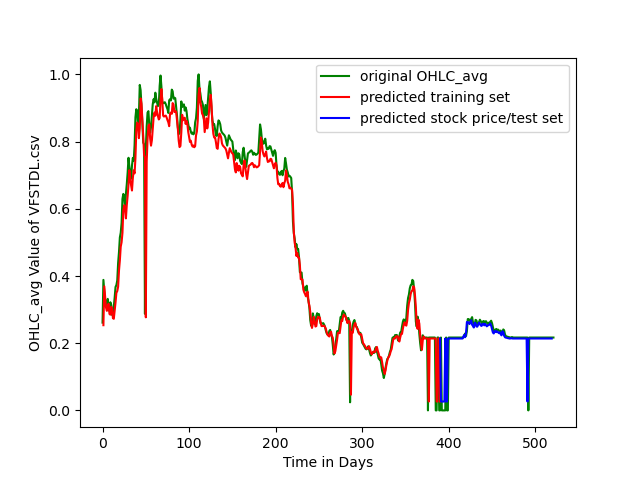 original OHLC_avg
predicted training set
predicted stock price/test set
OHLC_avg Value of VFSTDL.csv
1.0
0.8
0.6
0.4
0.2
0.0
0 100 200 300 400 500
Time in Days